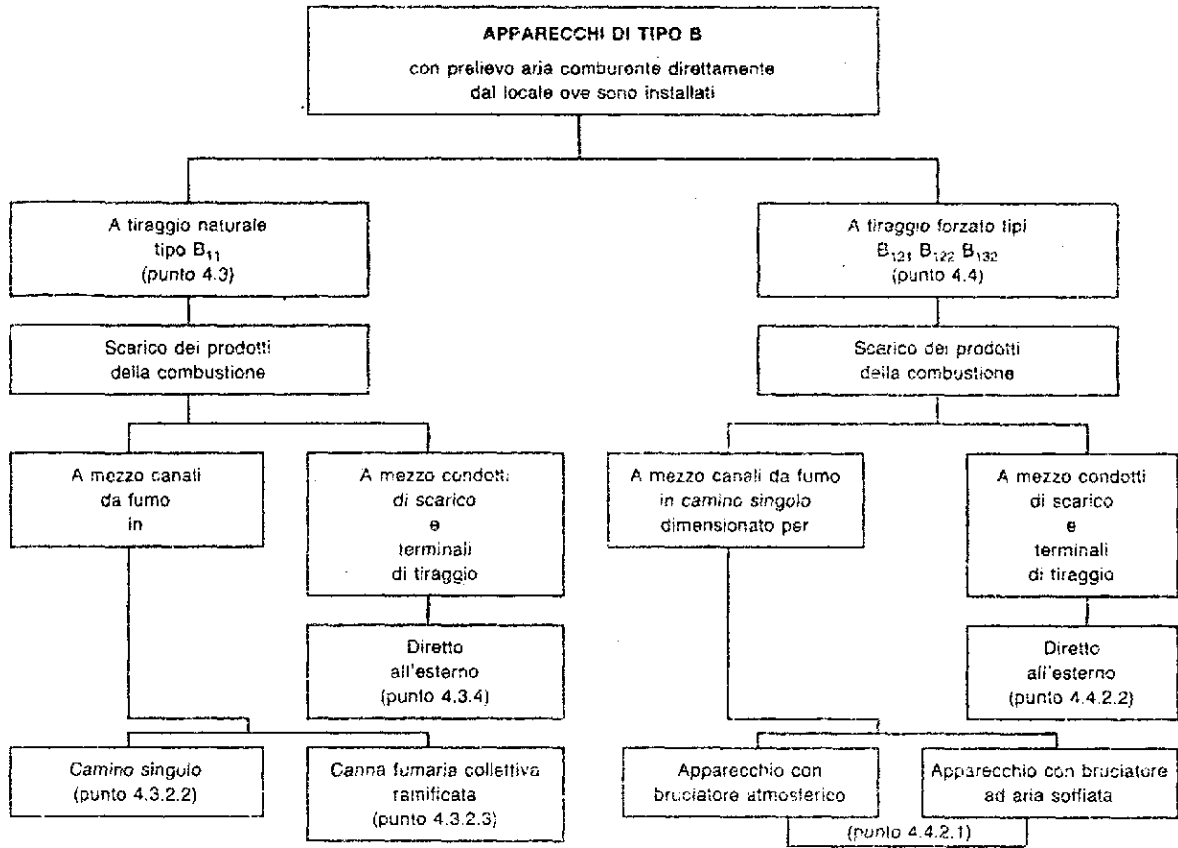 APPARECCHI DI TIPO B
con prelievo aria comburente direttamente
dal locale ove sono installati
A tiraggio naturale
tipo B₁₁
(punto 4.3)
A tiraggio forzato tipi
B₁₂₁ B₁₂₂ B₁₃₂
(punto 4.4)
Scarico dei prodotti
della combustione
Scarico dei prodotti
della combustione
A mezzo canali
da fumo
in
A mezzo condotti
di scarico
e
terminali
di tiraggio
A mezzo canali da fumo
in camino singolo
dimensionato per
A mezzo condotti
di scarico
e
terminali
di tiraggio
Diretto
all'esterno
(punto 4.3.4)
Diretto
all'esterno
(punto 4.4.2.2)
Camino singolo
(punto 4.3.2.2)
Canna fumaria collettiva
ramificata
(punto 4.3.2.3)
Apparecchio con
bruciatore atmosferico
Apparecchio con bruciatore
ad aria soffiata
(punto 4.4.2.1)